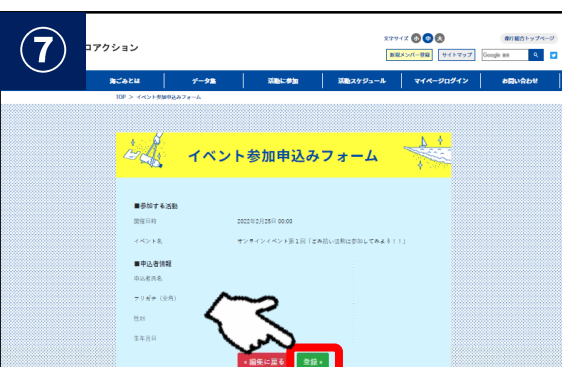 7
コアクション
文字サイズ 小 中 大
新規メンバー登録 サイトマップ
海ごみとは データ集 活動に参加 活動スケジュール マイページログイン お問い合わせ
TOP > イベント参加申込みフォーム
イベント参加申込みフォーム
■参加する活動
開催日時 2022年2月25日 00:00
イベント名
■申込者情報
申込者氏名
フリガナ（全角）
性別
生年月日
編集に戻る 登録